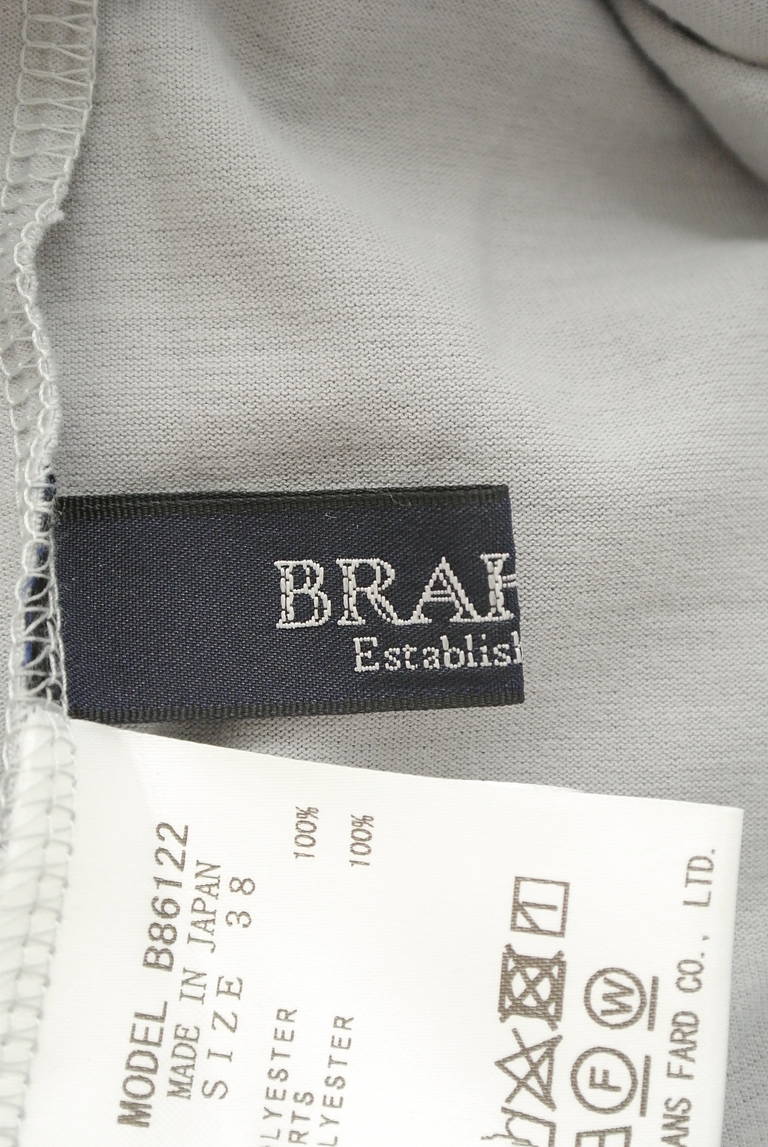 BRAH
Establish
MODEL B86122
MADE IN JAPAN
SIZE 38
100%
LYESTER
RTS
100%
LYESTER
W
F
ANS FARD CO., LTD.